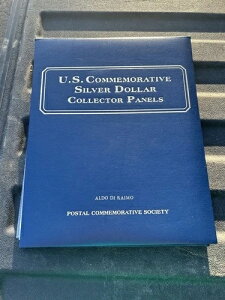 U.S. COMMEMORATIVE
SILVER DOLLAR
COLLECTOR PANELS
ALDO DI RAIMO
POSTAL COMMEMORATIVE SOCIETY